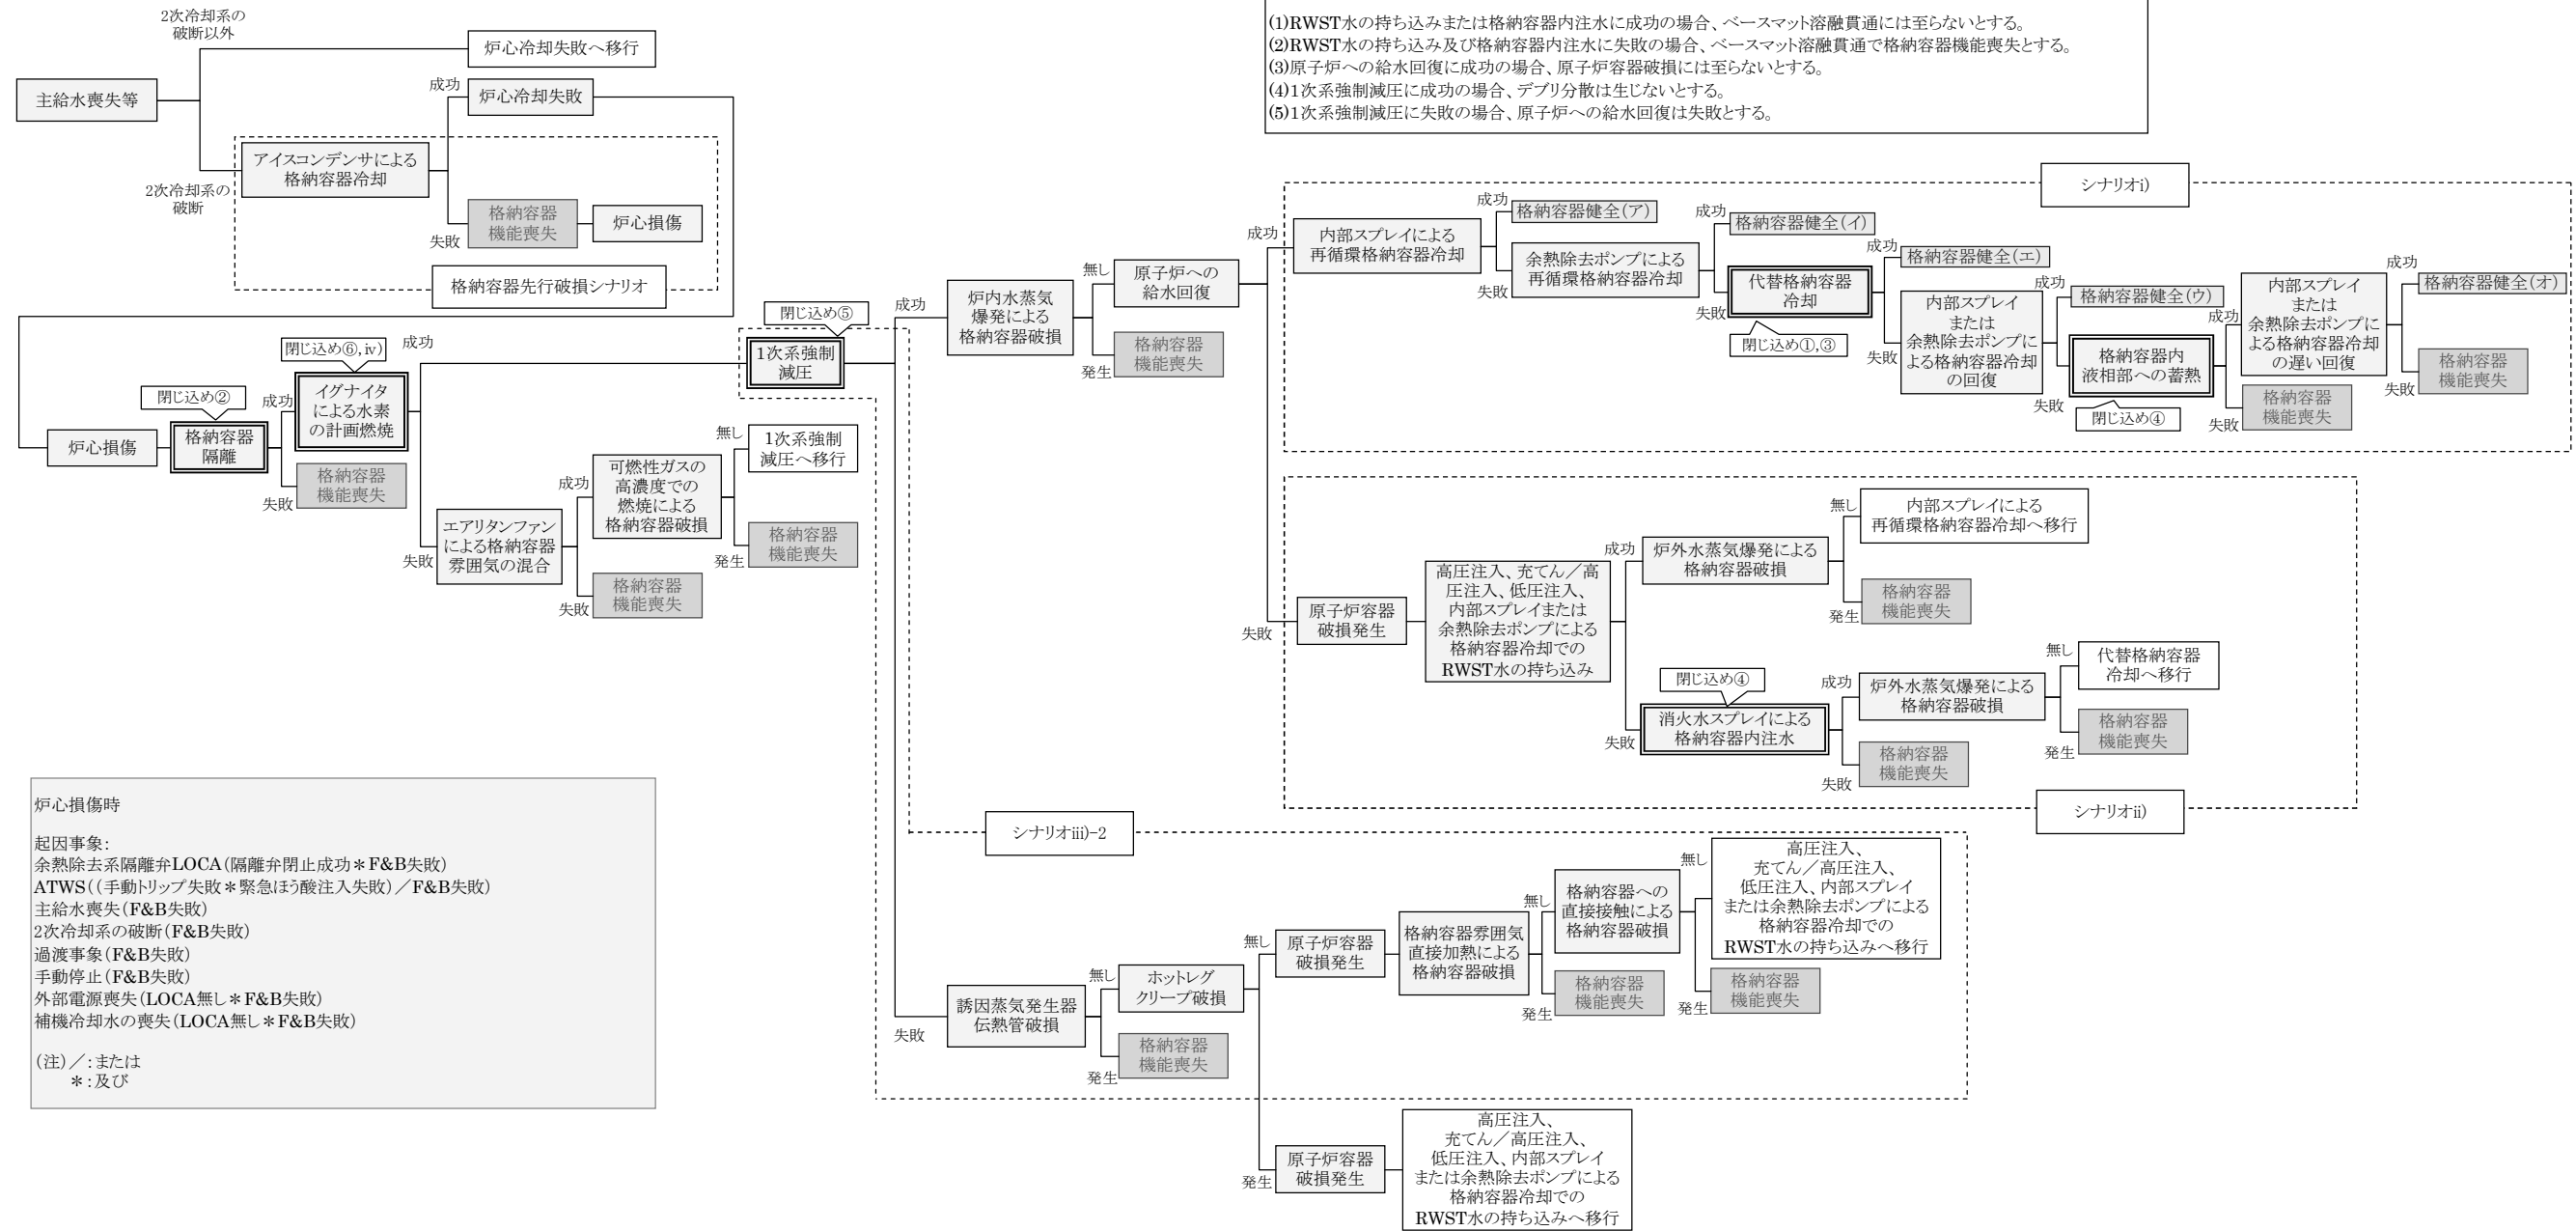 (1)RWST水の持ち込みまたは格納容器内注水に成功の場合、ベースマット溶融貫通には至らないとする。
(2)RWST水の持ち込み及び格納容器内注水に失敗の場合、ベースマット溶融貫通で格納容器機能喪失とする。
(3)原子炉への給水回復に成功の場合、原子炉容器破損には至らないとする。
(4)1次系強制減圧に成功の場合、デブリ分散は生じないとする。
(5)1次系強制減圧に失敗の場合、原子炉への給水回復は失敗とする。
主給水喪失等
2次冷却系の
破断以外
炉心冷却失敗へ移行
2次冷却系の
破断
アイスコンデンサによる
格納容器冷却
成功
炉心冷却失敗
失敗
格納容器
機能喪失
炉心損傷
格納容器先行破損シナリオ
炉心損傷
閉じ込め②
格納容器
隔離
成功
閉じ込め⑥,iv)
イグナイタ
による水素
の計画燃焼
失敗
格納容器
機能喪失
成功
失敗
エアリタンファン
による格納容器
雰囲気の混合
成功
可燃性ガスの
高濃度での
燃焼による
格納容器破損
失敗
格納容器
機能喪失
無し
1次系強制
減圧へ移行
発生
格納容器
機能喪失
閉じ込め⑤
1次系強制
減圧
成功
炉内水蒸気
爆発による
格納容器破損
無し
原子炉への
給水回復
発生
格納容器
機能喪失
シナリオi)
成功
内部スプレイによる
再循環格納容器冷却
成功
格納容器健全(ア)
失敗
余熱除去ポンプによる
再循環格納容器冷却
成功
格納容器健全(イ)
失敗
代替格納容器
冷却
閉じ込め①,③
成功
格納容器健全(エ)
失敗
内部スプレイ
または
余熱除去ポンプに
よる格納容器冷却
の回復
成功
格納容器健全(ウ)
失敗
格納容器内
液相部への蓄熱
閉じ込め④
成功
内部スプレイ
または
余熱除去ポンプに
よる格納容器冷却
の遅い回復
失敗
格納容器
機能喪失
成功
格納容器健全(オ)
失敗
格納容器
機能喪失
失敗
原子炉容器
破損発生
高圧注入、充てん／高
圧注入、低圧注入、
内部スプレイまたは
余熱除去ポンプによる
格納容器冷却での
RWST水の持ち込み
成功
炉外水蒸気爆発による
格納容器破損
無し
内部スプレイによる
再循環格納容器冷却へ移行
発生
格納容器
機能喪失
閉じ込め④
失敗
消火水スプレイによる
格納容器内注水
成功
炉外水蒸気爆発による
格納容器破損
無し
代替格納容器
冷却へ移行
発生
格納容器
機能喪失
失敗
格納容器
機能喪失
シナリオii)
シナリオiii)-2
失敗
誘因蒸気発生器
伝熱管破損
無し
ホットレグ
クリープ破損
発生
格納容器
機能喪失
無し
原子炉容器
破損発生
格納容器雰囲気
直接加熱による
格納容器破損
無し
格納容器への
直接接触による
格納容器破損
発生
格納容器
機能喪失
無し
高圧注入、
充てん／高圧注入、
低圧注入、内部スプレイ
または余熱除去ポンプによる
格納容器冷却での
RWST水の持ち込みへ移行
発生
格納容器
機能喪失
発生
原子炉容器
破損発生
高圧注入、
充てん／高圧注入、
低圧注入、内部スプレイ
または余熱除去ポンプによる
格納容器冷却での
RWST水の持ち込みへ移行
炉心損傷時
起因事象:
余熱除去系隔離弁LOCA(隔離弁閉止成功＊F&B失敗)
ATWS((手動トリップ失敗＊緊急ほう酸注入失敗)／F&B失敗)
主給水喪失(F&B失敗)
2次冷却系の破断(F&B失敗)
過渡事象(F&B失敗)
手動停止(F&B失敗)
外部電源喪失(LOCA無し＊F&B失敗)
補機冷却水の喪失(LOCA無し＊F&B失敗)
(注)／:または
＊:及び